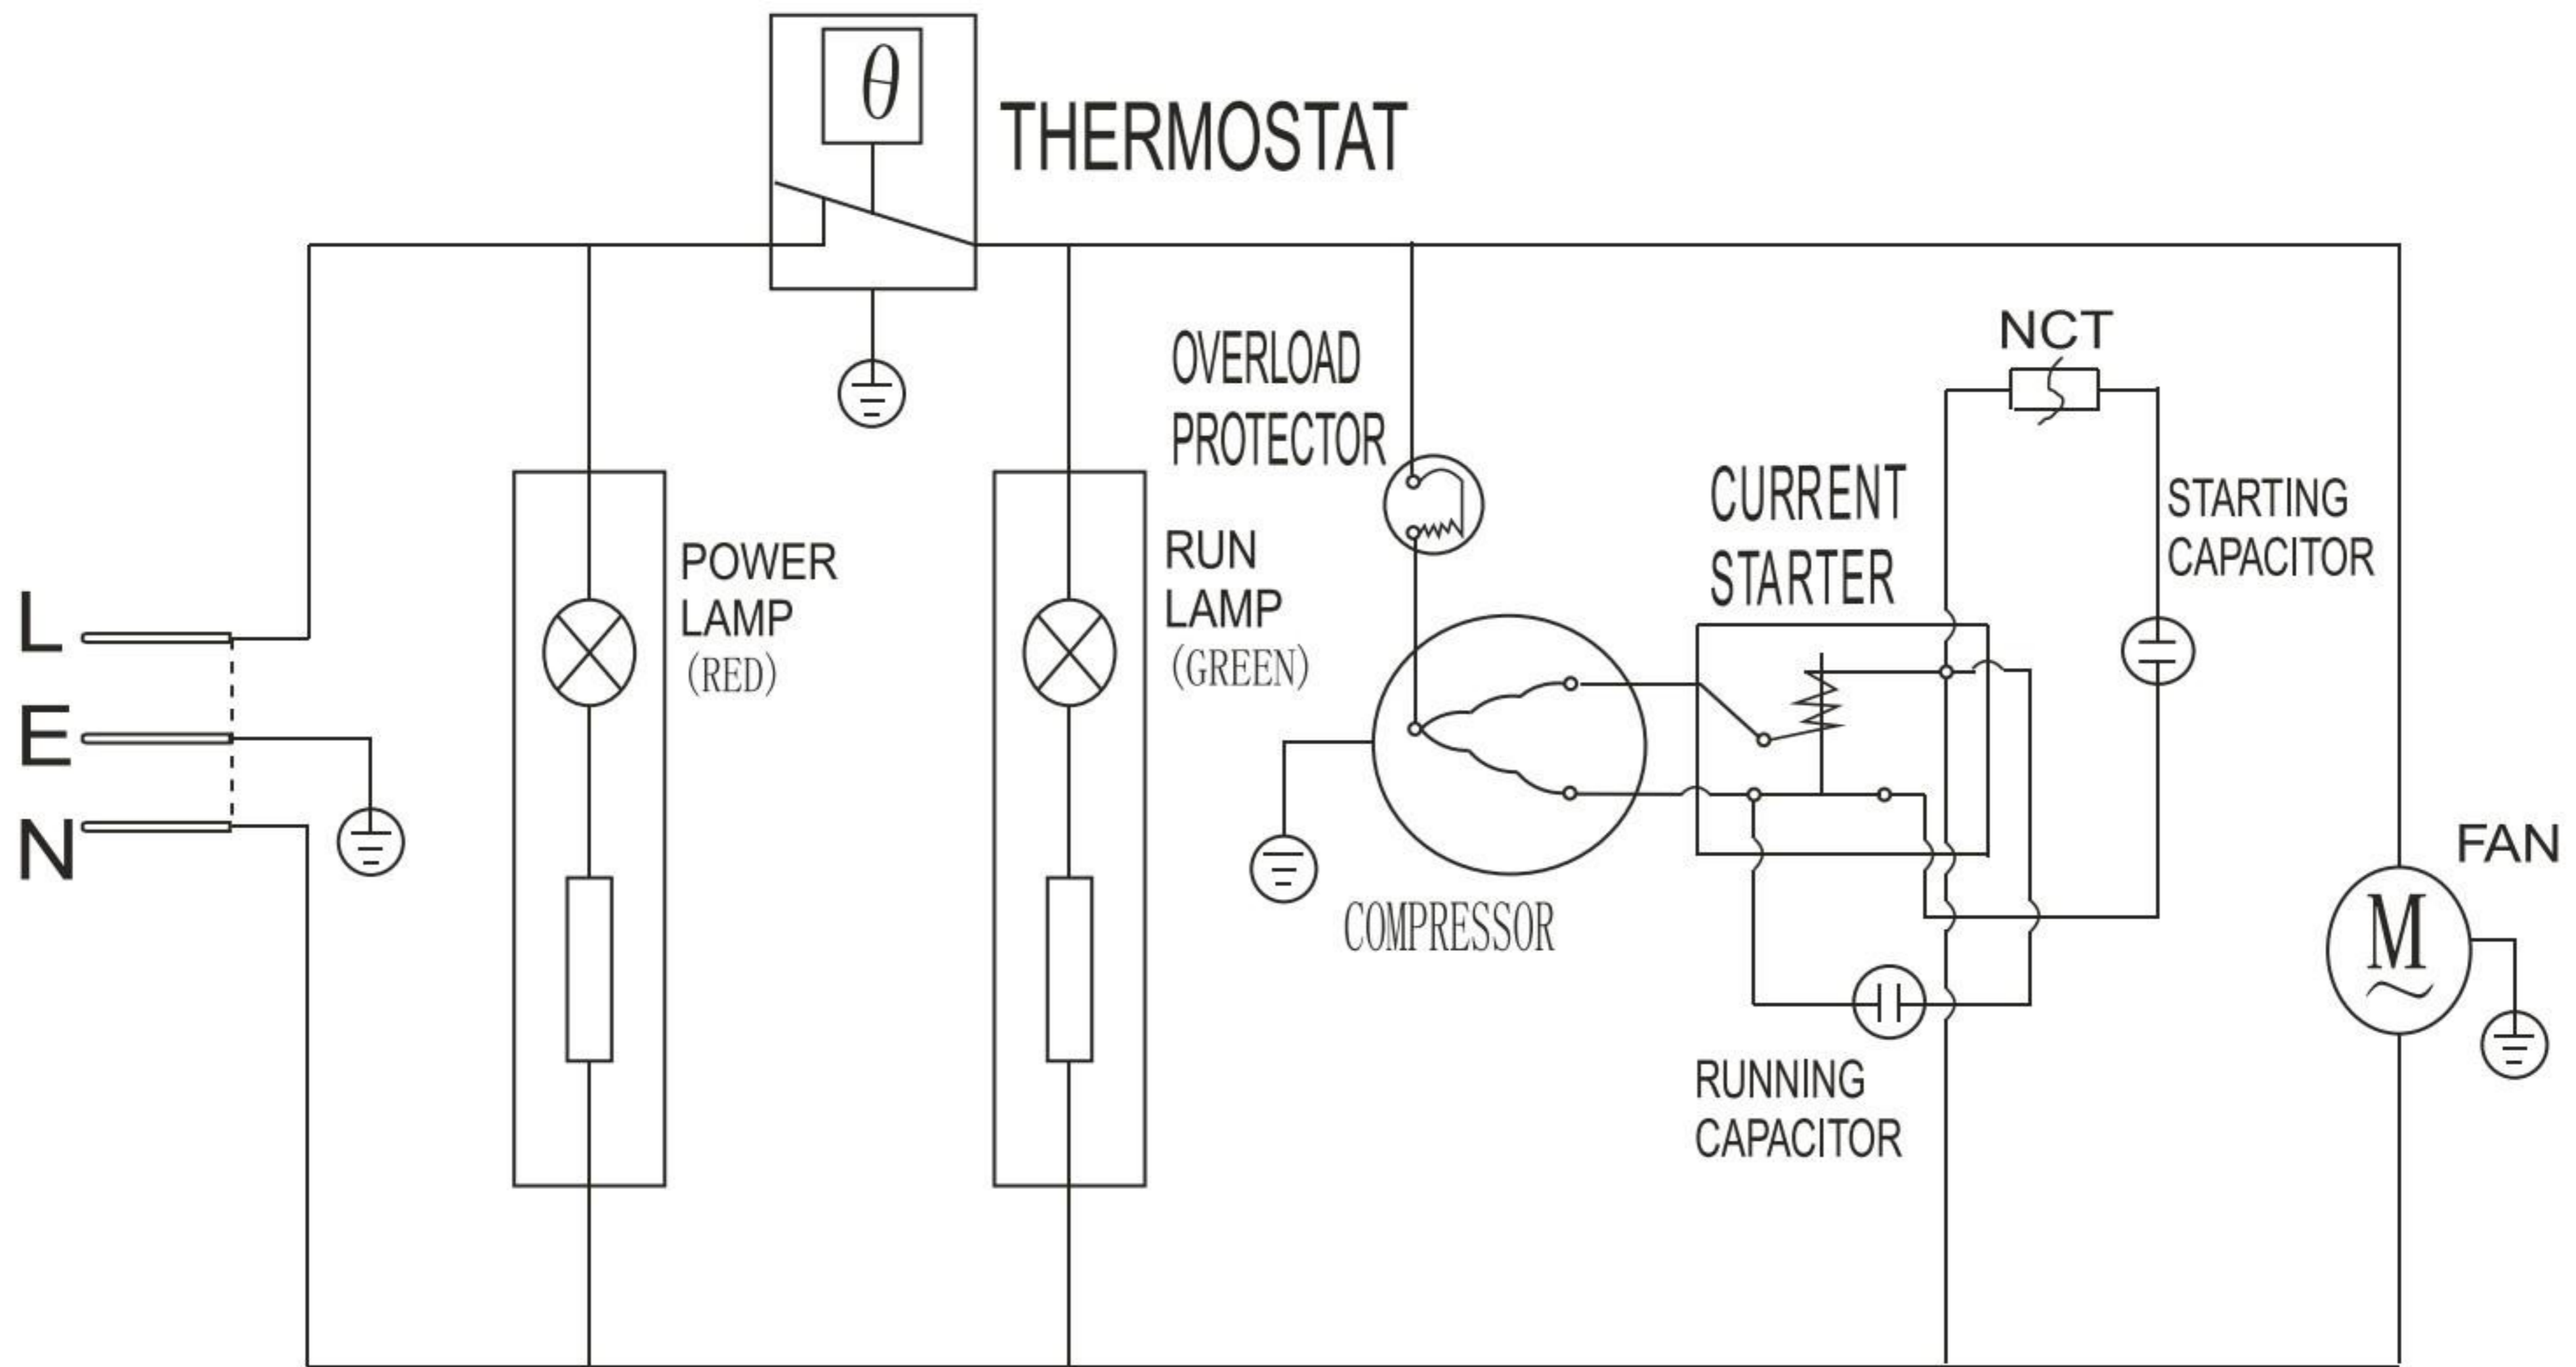 θ
THERMOSTAT
NCT
OVERLOAD
PROTECTOR
CURRENT
STARTER
STARTING
CAPACITOR
POWER
LAMP
(RED)
RUN
LAMP
(GREEN)
L
E
N
COMPRESSOR
FAN
M
~
RUNNING
CAPACITOR